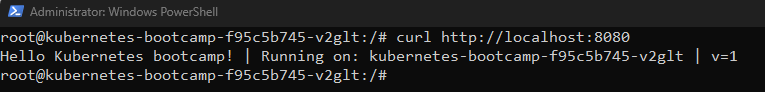 Administrator: Windows PowerShell
root@kubernetes-bootcamp-f95c5b745-v2glt:/# curl http://localhost:8080
Hello Kubernetes bootcamp! | Running on: kubernetes-bootcamp-f95c5b745-v2glt | v=1
root@kubernetes-bootcamp-f95c5b745-v2glt:/#